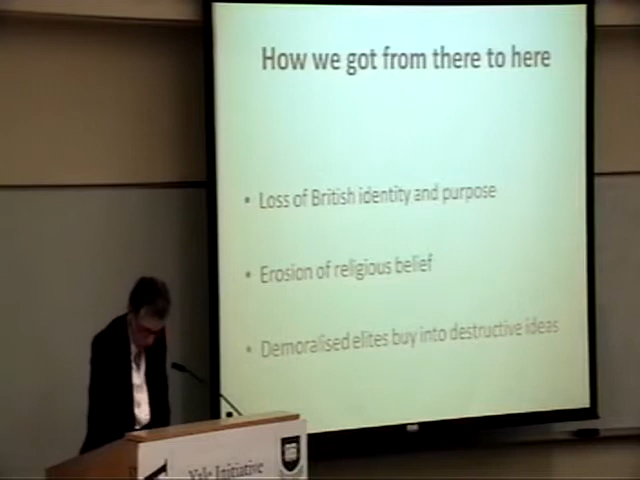 How we got from there to here
• Loss of British identity and purpose
• Erosion of religious belief
• Demoralised elites buy into destructive ideas
Yale Initiative